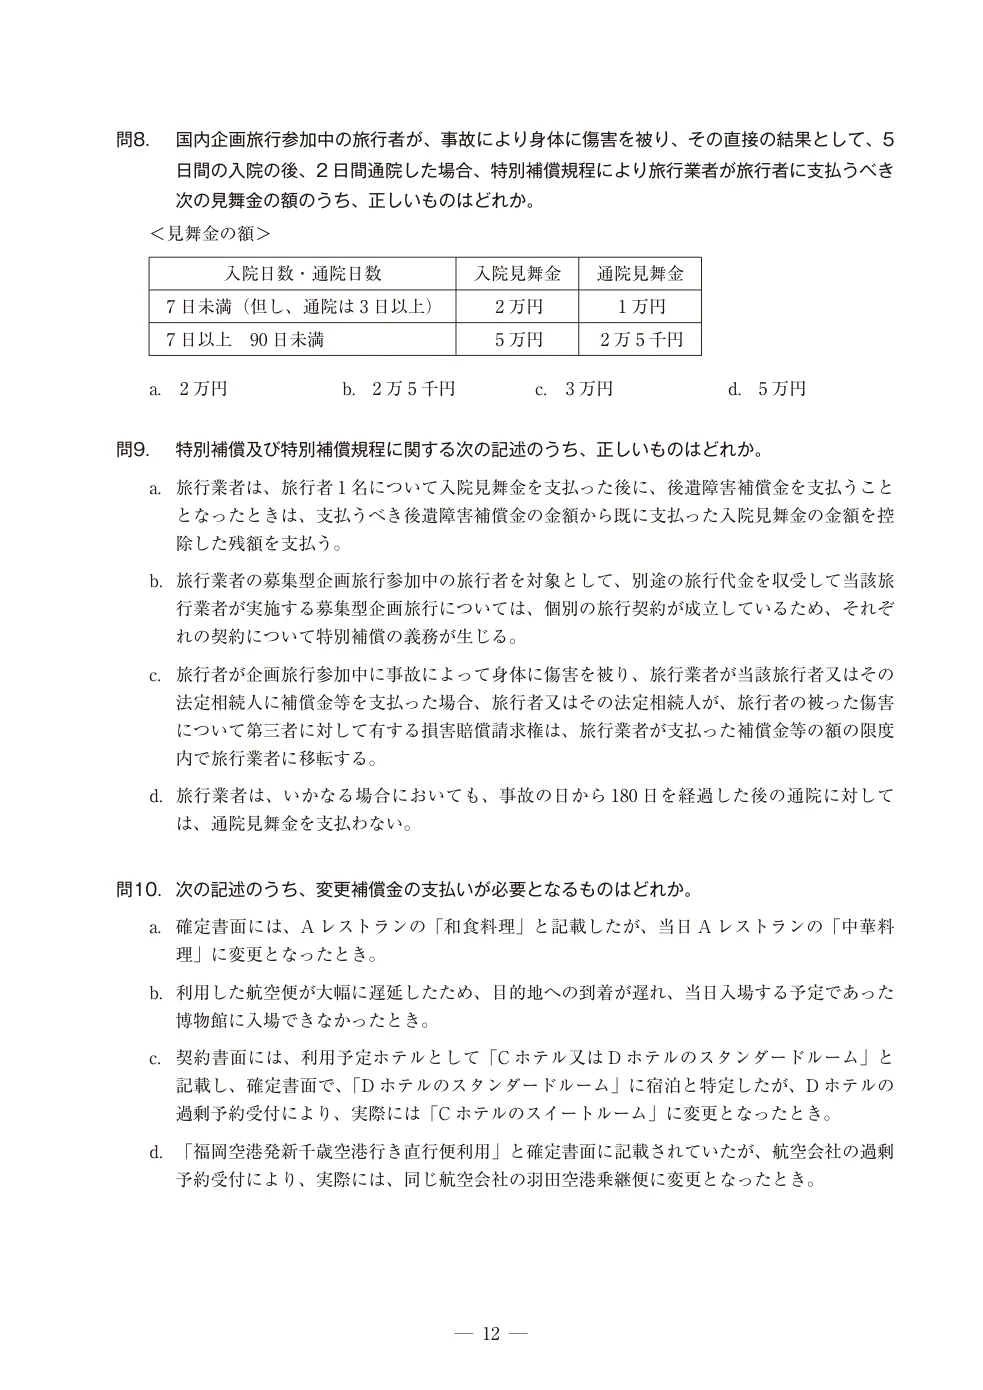 問8. 国内企画旅行参加中の旅行者が、事故により身体に傷害を被り、その直接の結果として、5
日間の入院の後、2日間通院した場合、特別補償規程により旅行業者が旅行者に支払うべき
次の見舞金の額のうち、正しいものはどれか。
＜見舞金の額＞
入院日数・通院日数 入院見舞金 通院見舞金
7日未満（但し、通院は3日以上） 2万円 1万円
7日以上 90日未満 5万円 2万5千円
a. 2万円 b. 2万5千円 c. 3万円 d. 5万円
問9. 特別補償及び特別補償規程に関する次の記述のうち、正しいものはどれか。
a. 旅行業者は、旅行者1名について入院見舞金を支払った後に、後遺障害補償金を支払うこと
となったときは、支払うべき後遺障害補償金の金額から既に支払った入院見舞金の金額を控
除した残額を支払う。
b. 旅行業者の募集型企画旅行参加中の旅行者を対象として、別途の旅行代金を収受して当該旅
行業者が実施する募集型企画旅行については、個別の旅行契約が成立しているため、それぞ
れの契約について特別補償の義務が生じる。
c. 旅行者が企画旅行参加中に事故によって身体に傷害を被り、旅行業者が当該旅行者又はその
法定相続人に補償金等を支払った場合、旅行者又はその法定相続人が、旅行者の被った傷害
について第三者に対して有する損害賠償請求権は、旅行業者が支払った補償金等の額の限度
内で旅行業者に移転する。
d. 旅行業者は、いかなる場合においても、事故の日から180日を経過した後の通院に対して
は、通院見舞金を支払わない。
問10. 次の記述のうち、変更補償金の支払いが必要となるものはどれか。
a. 確定書面には、Aレストランの「和食料理」と記載したが、当日Aレストランの「中華料
理」に変更となったとき。
b. 利用した航空便が大幅に遅延したため、目的地への到着が遅れ、当日入場する予定であった
博物館に入場できなかったとき。
c. 契約書面には、利用予定ホテルとして「Cホテル又はDホテルのスタンダードルーム」と
記載し、確定書面で、「Dホテルのスタンダードルーム」に宿泊と特定したが、Dホテルの
過剰予約受付により、実際には「Cホテルのスイートルーム」に変更となったとき。
d. 「福岡空港発新千歳空港行き直行便利用」と確定書面に記載されていたが、航空会社の過剰
予約受付により、実際には、同じ航空会社の羽田空港乗継便に変更となったとき。
― 12 ―